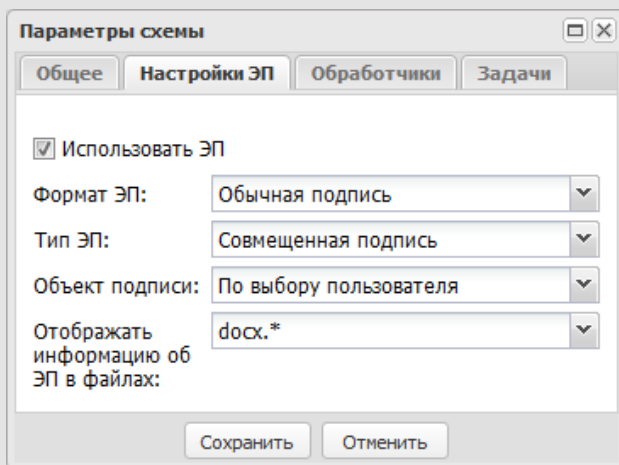 Параметры схемы
Общее Настройки ЭП Обработчики Задачи
Использовать ЭП
Формат ЭП: Обычная подпись
Тип ЭП: Совмещенная подпись
Объект подписи: По выбору пользователя
Отображать docx.*
информацию об
ЭП в файлах:
Сохранить Отменить